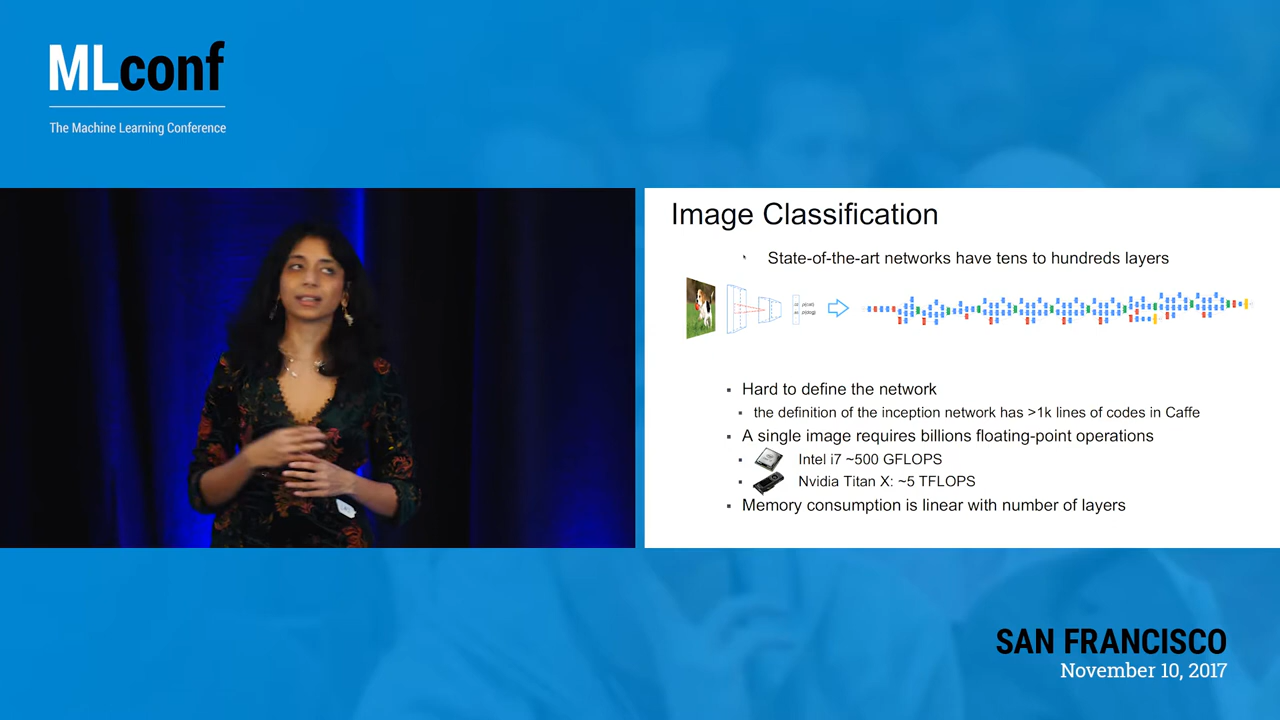 MLconf
The Machine Learning Conference
Image Classification
State-of-the-art networks have tens to hundreds layers
p(cat)
p(dog)
Hard to define the network
the definition of the inception network has >1k lines of codes in Caffe
A single image requires billions floating-point operations
Intel i7 ~500 GFLOPS
Nvidia Titan X: ~5 TFLOPS
Memory consumption is linear with number of layers
SAN FRANCISCO
November 10, 2017